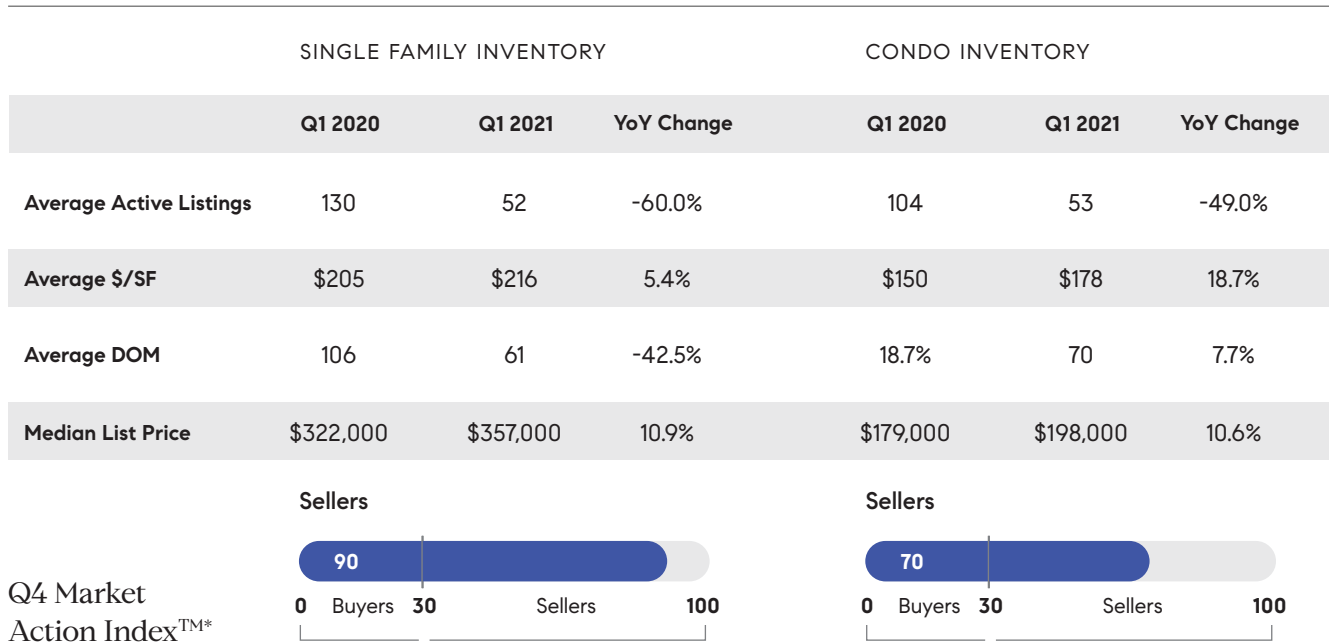 SINGLE FAMILY INVENTORY CONDO INVENTORY
Q1 2020 Q1 2021 YoY Change Q1 2020 Q1 2021 YoY Change
Average Active Listings 130 52 -60.0% 104 53 -49.0%
Average $/SF $205 $216 5.4% $150 $178 18.7%
Average DOM 106 61 -42.5% 18.7% 70 7.7%
Median List Price $322,000 $357,000 10.9% $179,000 $198,000 10.6%
Sellers Sellers
90 70
0 Buyers 30 Sellers 100 0 Buyers 30 Sellers 100
Q4 Market
Action Index™*